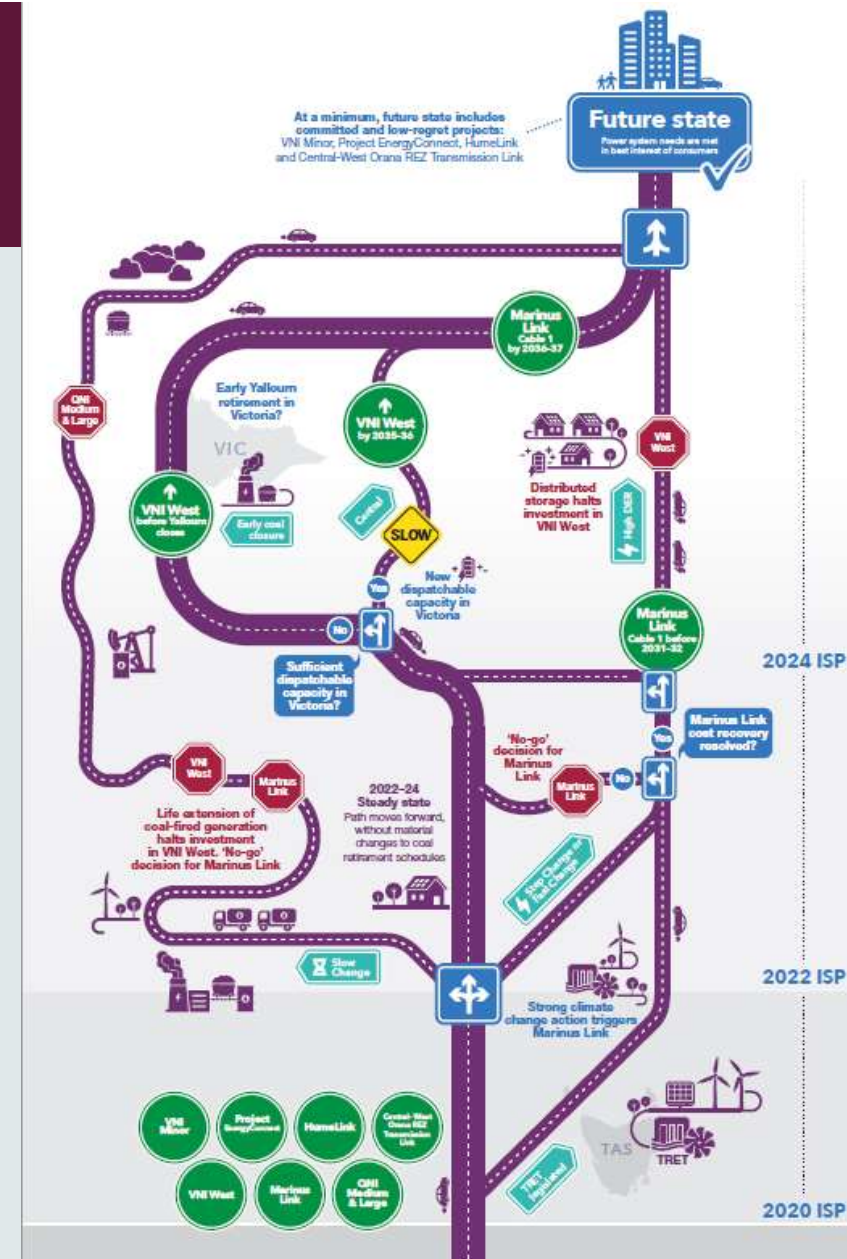 At a minimum, future state includes
committed and low-regret projects:
VNI Minor, Project EnergyConnect, HumeLink
and Central-West Orana REZ Transmission Link
Future state
Power system needs are met
in best interest of consumers
Marinus
Link
Cable 1
by 2036-37
QNI
Medium
& Large
Early Yallourn
retirement in
Victoria?
VIC
VNI West
by 2035-36
VNI
West
VNI West
before Yallourn
closes
Early coal
closure
Central
SLOW
Distributed
storage halts
investment in
VNI West
High DER
Yes
New
dispatchable
capacity in
Victoria
No
Marinus
Link
Cable 1 before
2031-32
2024 ISP
Sufficient
dispatchable
capacity in
Victoria?
Marinus Link
cost recovery
resolved?
Yes
'No-go'
decision for
Marinus
Link
No
Marinus
Link
VNI
West
Marinus
Link
2022-24
Steady state
Path moves forward,
without material
changes to coal
retirement schedules
Life extension of
coal-fired generation
halts investment
in VNI West. 'No-go'
decision for Marinus Link
Step Change or
Fast Change
Slow
Change
2022 ISP
Strong climate
change action triggers
Marinus Link
VNI
Minor
Project
EnergyConnect
HumeLink
Central-West
Orana REZ
Transmission
Link
TAS
TRET
VNI West
Marinus
Link
QNI
Medium
& Large
TRET
legislated
2020 ISP